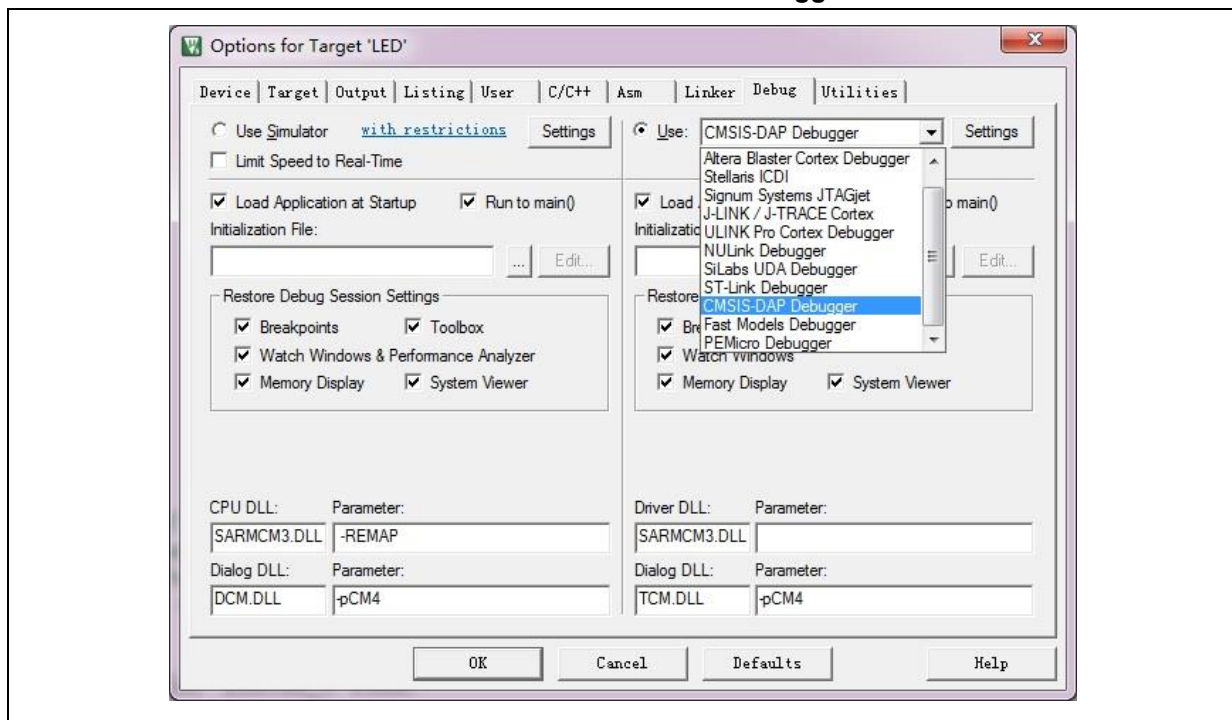 Options for Target 'LED'
Device Target Output Listing User C/C++ Asm Linker Debug Utilities
Use Simulator with restrictions Settings
Limit Speed to Real-Time
Use: CMSIS-DAP Debugger Settings
Altera Blaster Cortex Debugger
Stellaris ICDI
Signum Systems JTAGjet
J-LINK / J-TRACE Cortex
ULINK Pro Cortex Debugger
NULink Debugger
SiLabs UDA Debugger
ST-Link Debugger
CMSIS-DAP Debugger
Fast Models Debugger
PEMicro Debugger
Load Application at Startup Run to main()
Initialization File:
... Edit...
Restore Debug Session Settings
Breakpoints Toolbox
Watch Windows & Performance Analyzer
Memory Display System Viewer
Load main()
Edit...
Restore
Watch Windows
Memory Display System Viewer
CPU DLL: Parameter:
SARMCM3.DLL -REMAP
Dialog DLL: Parameter:
DCM.DLL -pCM4
Driver DLL: Parameter:
SARMCM3.DLL
Dialog DLL: Parameter:
TCM.DLL -pCM4
OK Cancel Defaults Help